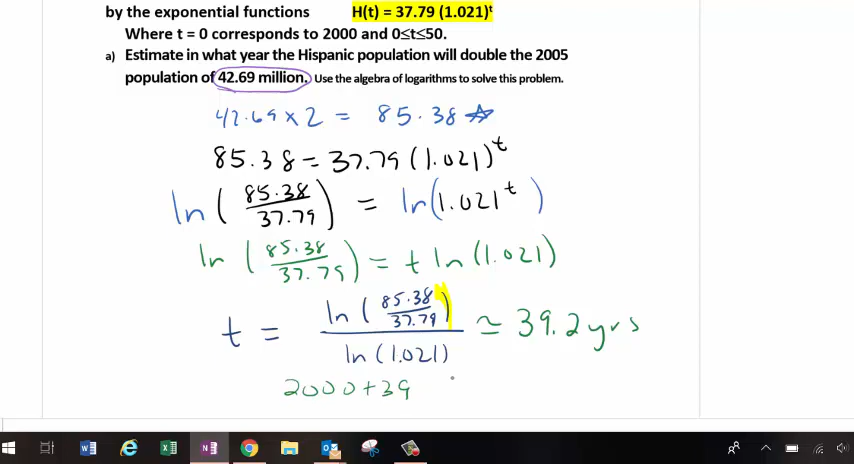 by the exponential functions H(t) = 37.79 (1.021)ᵗ
Where t = 0 corresponds to 2000 and 0≤t≤50.
a) Estimate in what year the Hispanic population will double the 2005
population of 42.69 million. Use the algebra of logarithms to solve this problem.
42.69 × 2 = 85.38 ☆
85.38 = 37.79 (1.021)ᵗ
ln (85.38/37.79) = ln(1.021ᵗ)
ln (85.38/37.79) = t ln(1.021)
t = ln (85.38/37.79) / ln(1.021) ≃ 39.2 yrs
2000 + 39